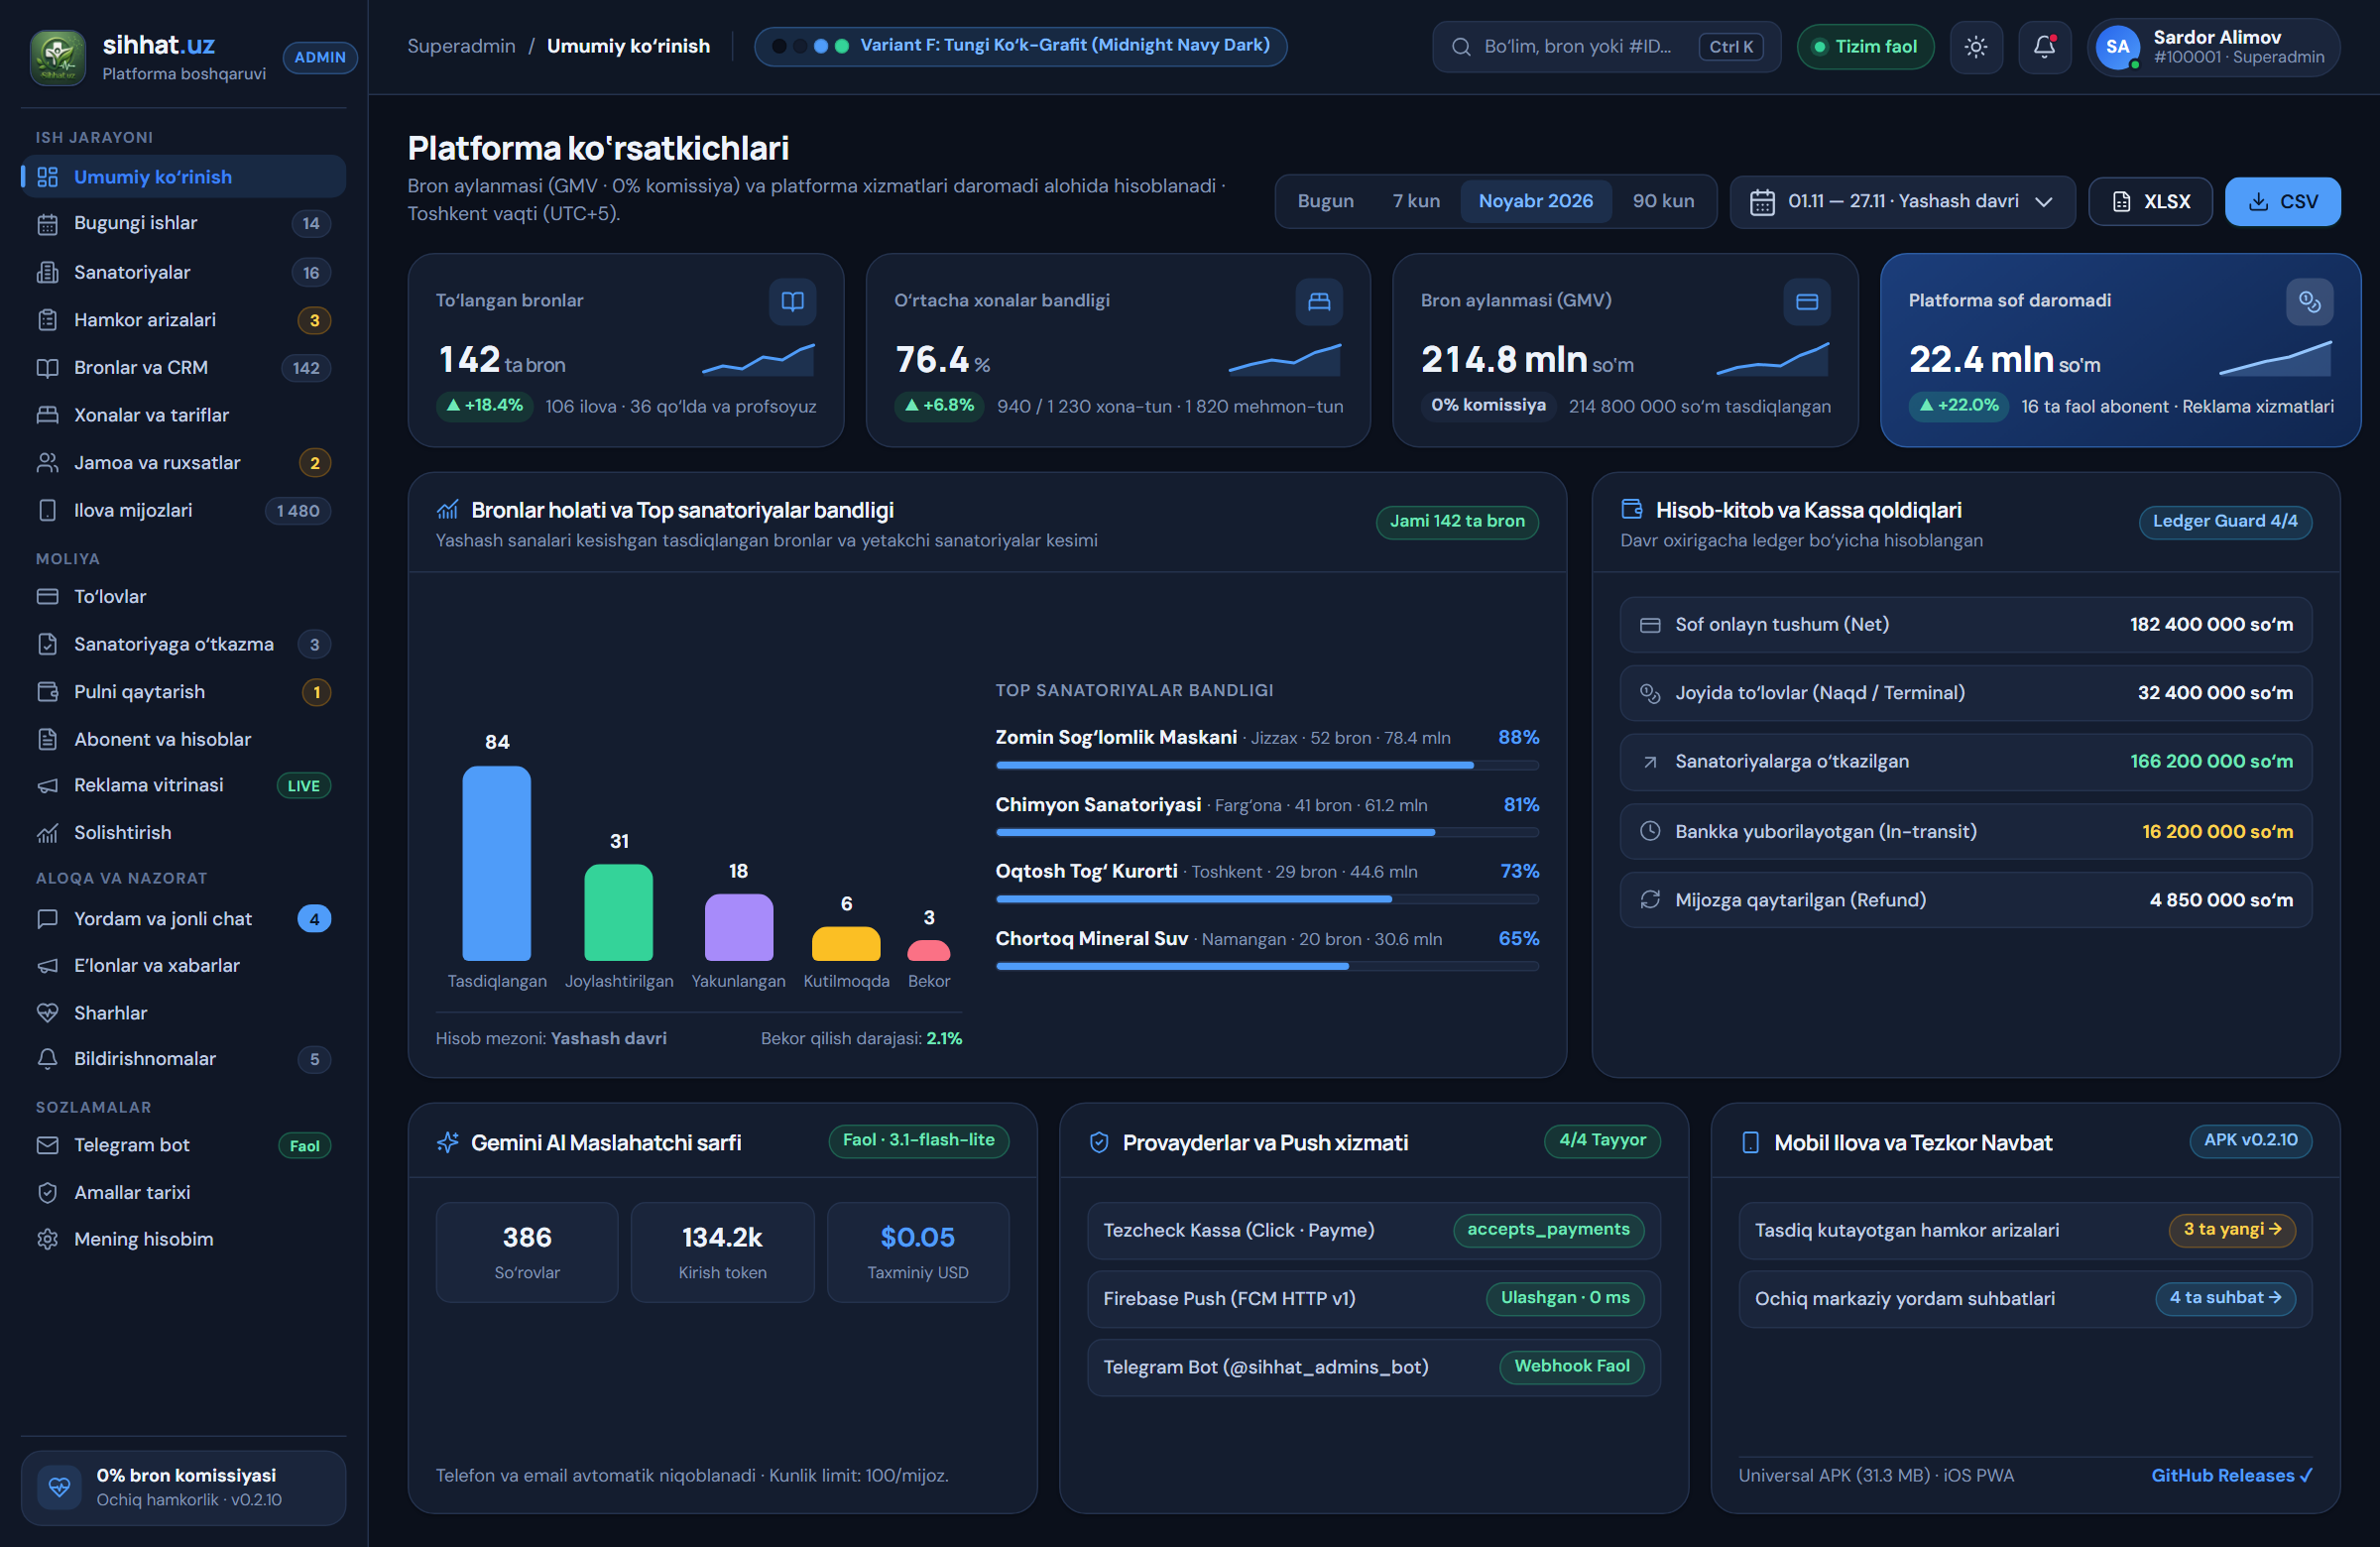 sihhat.uz
Platforma boshqaruvi
ADMIN
ISH JARAYONI
Umumiy ko‘rinish
Bugungi ishlar 14
Sanatoriyalar 16
Hamkor arizalari 3
Bronlar va CRM 142
Xonalar va tariflar
Jamoa va ruxsatlar 2
Ilova mijozlari 1 480
MOLIYA
To‘lovlar
Sanatoriyaga o‘tkazma 3
Pulni qaytarish 1
Abonent va hisoblar
Reklama vitrinasi LIVE
Solishtirish
ALOQA VA NAZORAT
Yordam va jonli chat 4
E’lonlar va xabarlar
Sharhlar
Bildirishnomalar 5
SOZLAMALAR
Telegram bot Faol
Amallar tarixi
Mening hisobim
0% bron komissiyasi
Ochiq hamkorlik · v0.2.10
Superadmin / Umumiy ko‘rinish
Variant F: Tungi Ko‘k-Grafit (Midnight Navy Dark)
Bo‘lim, bron yoki #ID... Ctrl K
Tizim faol
SA
Sardor Alimov
#100001 · Superadmin
Platforma ko‘rsatkichlari
Bron aylanmasi (GMV · 0% komissiya) va platforma xizmatlari daromadi alohida hisoblanadi ·
Toshkent vaqti (UTC+5).
Bugun 7 kun Noyabr 2026 90 kun
01.11 — 27.11 · Yashash davri
XLSX
CSV
To‘langan bronlar
142 ta bron
▲ +18.4% 106 ilova · 36 qo‘lda va profsoyuz
O‘rtacha xonalar bandligi
76.4 %
▲ +6.8% 940 / 1 230 xona-tun · 1 820 mehmon-tun
Bron aylanmasi (GMV)
214.8 mln so‘m
0% komissiya 214 800 000 so‘m tasdiqlangan
Platforma sof daromadi
22.4 mln so‘m
▲ +22.0% 16 ta faol abonent · Reklama xizmatlari
Bronlar holati va Top sanatoriyalar bandligi
Yashash sanalari kesishgan tasdiqlangan bronlar va yetakchi sanatoriyalar kesimi
Jami 142 ta bron
84
31
18
6
3
Tasdiqlangan Joylashtirilgan Yakunlangan Kutilmoqda Bekor
Hisob mezoni: Yashash davri Bekor qilish darajasi: 2.1%
TOP SANATORIYALAR BANDLIGI
Zomin Sog‘lomlik Maskani · Jizzax · 52 bron · 78.4 mln 88%
Chimyon Sanatoriyasi · Farg‘ona · 41 bron · 61.2 mln 81%
Oqtosh Tog‘ Kurorti · Toshkent · 29 bron · 44.6 mln 73%
Chortoq Mineral Suv · Namangan · 20 bron · 30.6 mln 65%
Hisob-kitob va Kassa qoldiqlari
Davr oxirigacha ledger bo‘yicha hisoblangan
Ledger Guard 4/4
Sof onlayn tushum (Net) 182 400 000 so‘m
Joyida to‘lovlar (Naqd / Terminal) 32 400 000 so‘m
Sanatoriyalarga o‘tkazilgan 166 200 000 so‘m
Bankka yuborilayotgan (In-transit) 16 200 000 so‘m
Mijozga qaytarilgan (Refund) 4 850 000 so‘m
Gemini AI Maslahatchi sarfi
Faol · 3.1-flash-lite
386
So‘rovlar
134.2k
Kirish token
$0.05
Taxminiy USD
Telefon va email avtomatik niqoblanadi · Kunlik limit: 100/mijoz.
Provayderlar va Push xizmati
4/4 Tayyor
Tezcheck Kassa (Click · Payme) accepts_payments
Firebase Push (FCM HTTP v1) Ulashgan · 0 ms
Telegram Bot (@sihhat_admins_bot) Webhook Faol
Mobil Ilova va Tezkor Navbat
APK v0.2.10
Tasdiq kutayotgan hamkor arizalari 3 ta yangi →
Ochiq markaziy yordam suhbatlari 4 ta suhbat →
Universal APK (31.3 MB) · iOS PWA GitHub Releases ✓